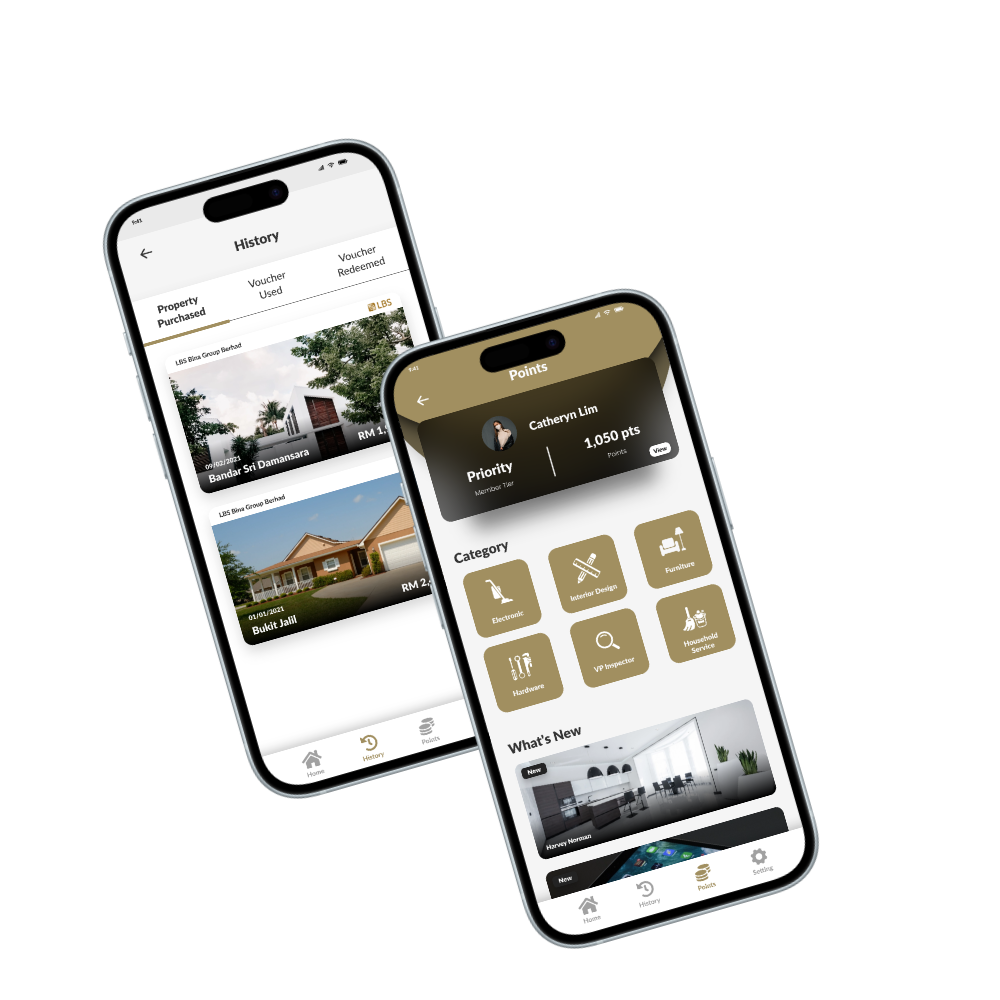 9:41
History
Property
Purchased
Voucher
Used
Voucher
Redeemed
LBS
LBS Bina Group Berhad
09/02/2021
Bandar Sri Damansara
RM 1,
LBS Bina Group Berhad
01/01/2021
Bukit Jalil
RM 2,
Home
History
Points
9:41
Points
Catheryn Lim
Priority
Member Tier
1,050 pts
Points
View
Category
Electronic
Interior Design
Furniture
Hardware
VP Inspector
Household
Service
What's New
New
Harvey Norman
New
Home
History
Points
Setting